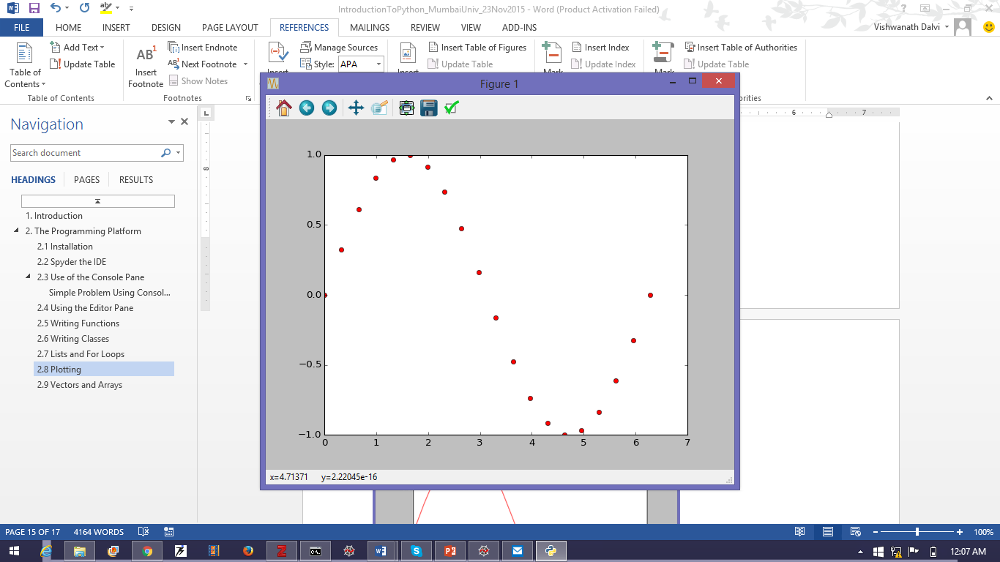 IntroductionToPython_MumbaiUniv_23Nov2015 - Word (Product Activation Failed)
FILE HOME INSERT DESIGN PAGE LAYOUT REFERENCES MAILINGS REVIEW VIEW ADD-INS Vishwanath Dalvi
Table of Contents
Add Text
Update Table
Table of Contents
AB1
Insert Footnote
Insert Endnote
Next Footnote
Show Notes
Footnotes
Insert
Manage Sources
Style: APA
Insert
Insert Table of Figures
Update Table
Mark
Insert Index
Update Index
Mark
Insert Table of Authorities
Update Table
orities
Navigation
Search document
HEADINGS PAGES RESULTS
1. Introduction
2. The Programming Platform
2.1 Installation
2.2 Spyder the IDE
2.3 Use of the Console Pane
Simple Problem Using Consol...
2.4 Using the Editor Pane
2.5 Writing Functions
2.6 Writing Classes
2.7 Lists and For Loops
2.8 Plotting
2.9 Vectors and Arrays
L
8
6 7
Figure 1
1.0
0.5
0.0
−0.5
−1.0
0 1 2 3 4 5 6 7
x=4.71371 y=2.22045e-16
PAGE 15 OF 17 4164 WORDS 100%
12:07 AM